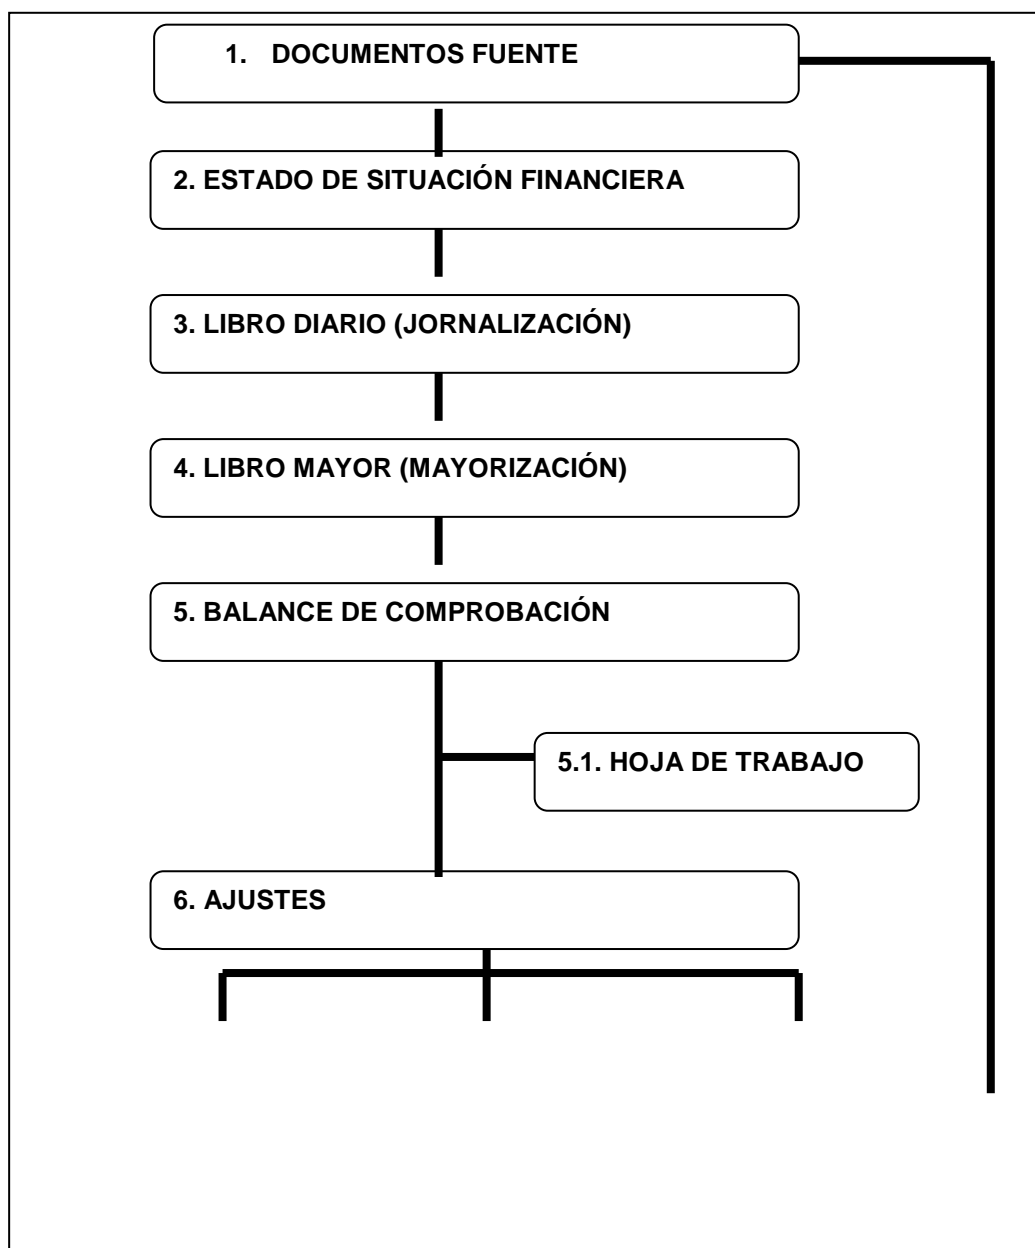 1. DOCUMENTOS FUENTE
2. ESTADO DE SITUACIÓN FINANCIERA
3. LIBRO DIARIO (JORNALIZACIÓN)
4. LIBRO MAYOR (MAYORIZACIÓN)
5. BALANCE DE COMPROBACIÓN
5.1. HOJA DE TRABAJO
6. AJUSTES